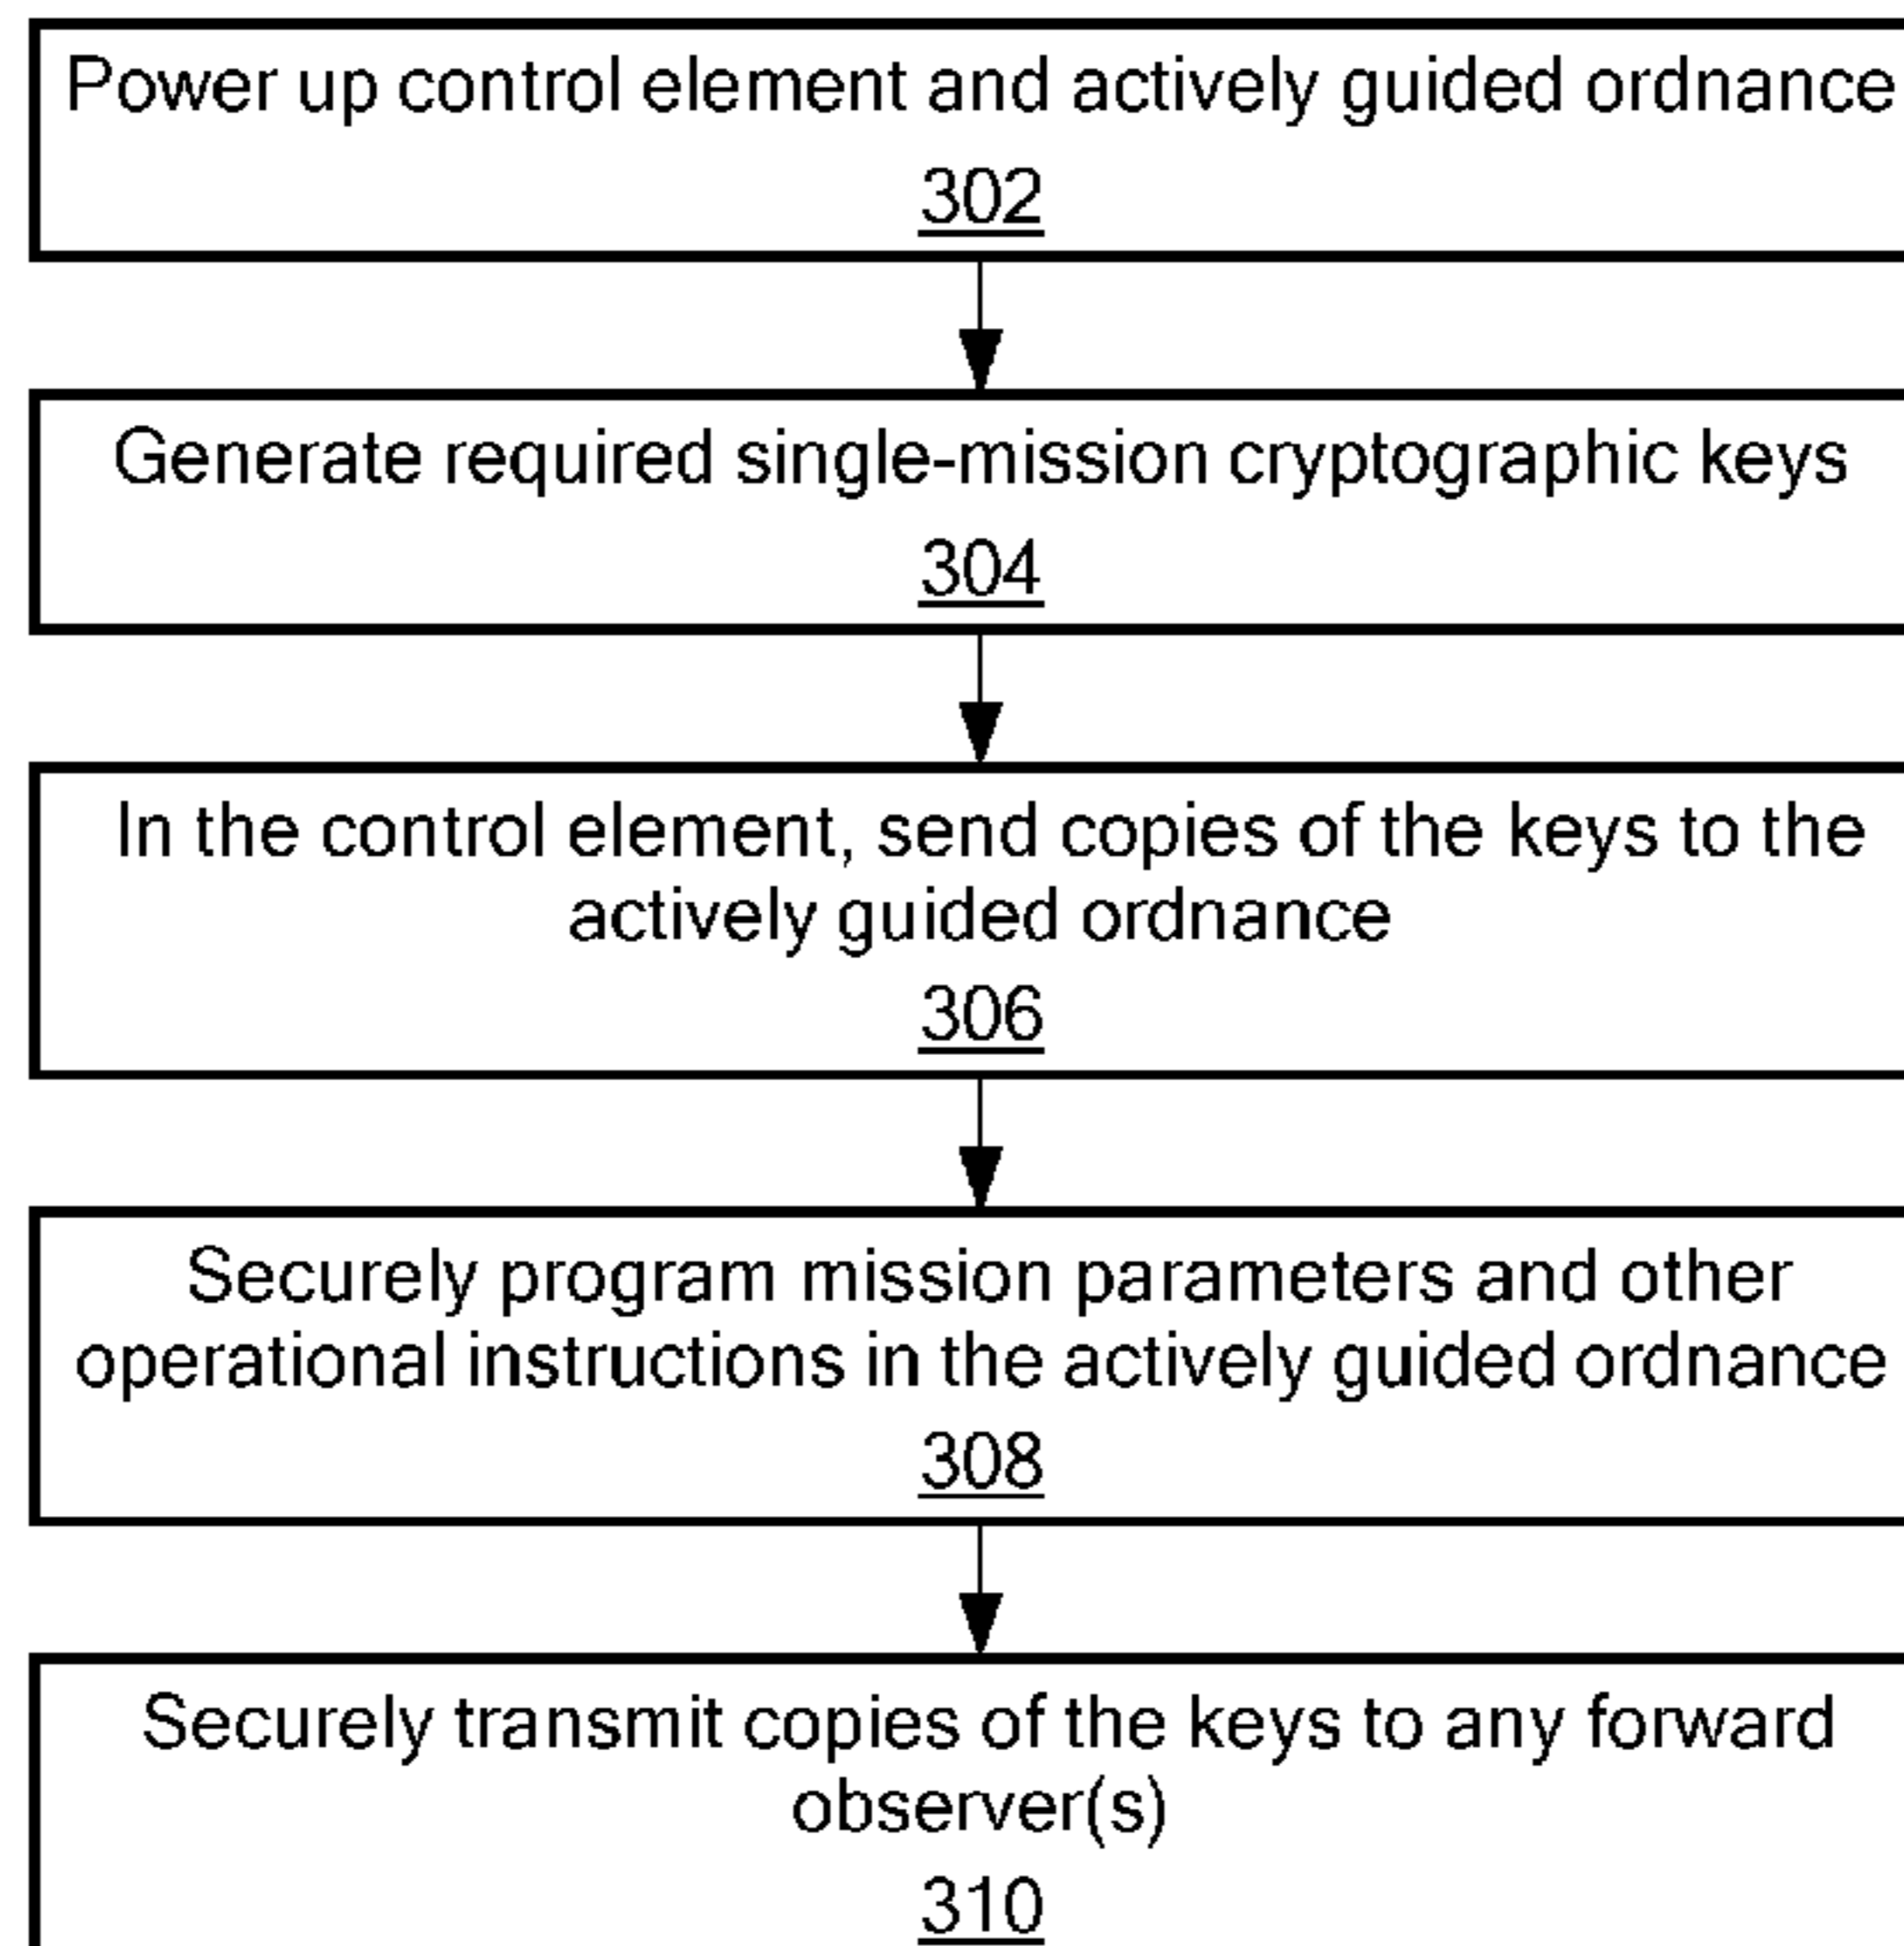 Power up control element and actively guided ordnance
302
Generate required single-mission cryptographic keys
304
In the control element, send copies of the keys to the
actively guided ordnance
306
Securely program mission parameters and other
operational instructions in the actively guided ordnance
308
Securely transmit copies of the keys to any forward
observer(s)
310